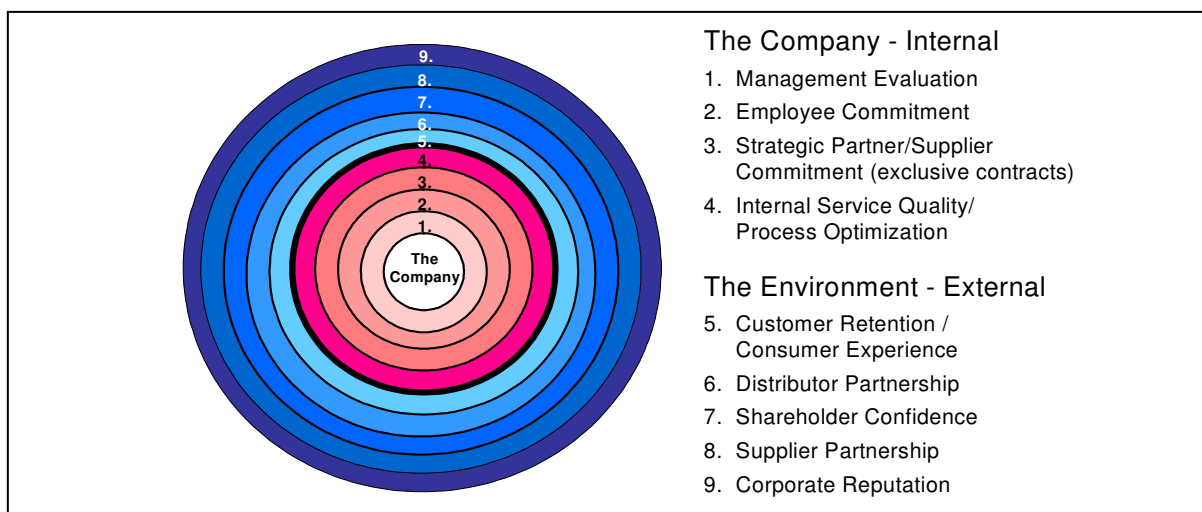 9.
8.
7.
6.
5.
4.
3.
2.
1.
The
Company
The Company - Internal
1. Management Evaluation
2. Employee Commitment
3. Strategic Partner/Supplier
Commitment (exclusive contracts)
4. Internal Service Quality/
Process Optimization
The Environment - External
5. Customer Retention /
Consumer Experience
6. Distributor Partnership
7. Shareholder Confidence
8. Supplier Partnership
9. Corporate Reputation